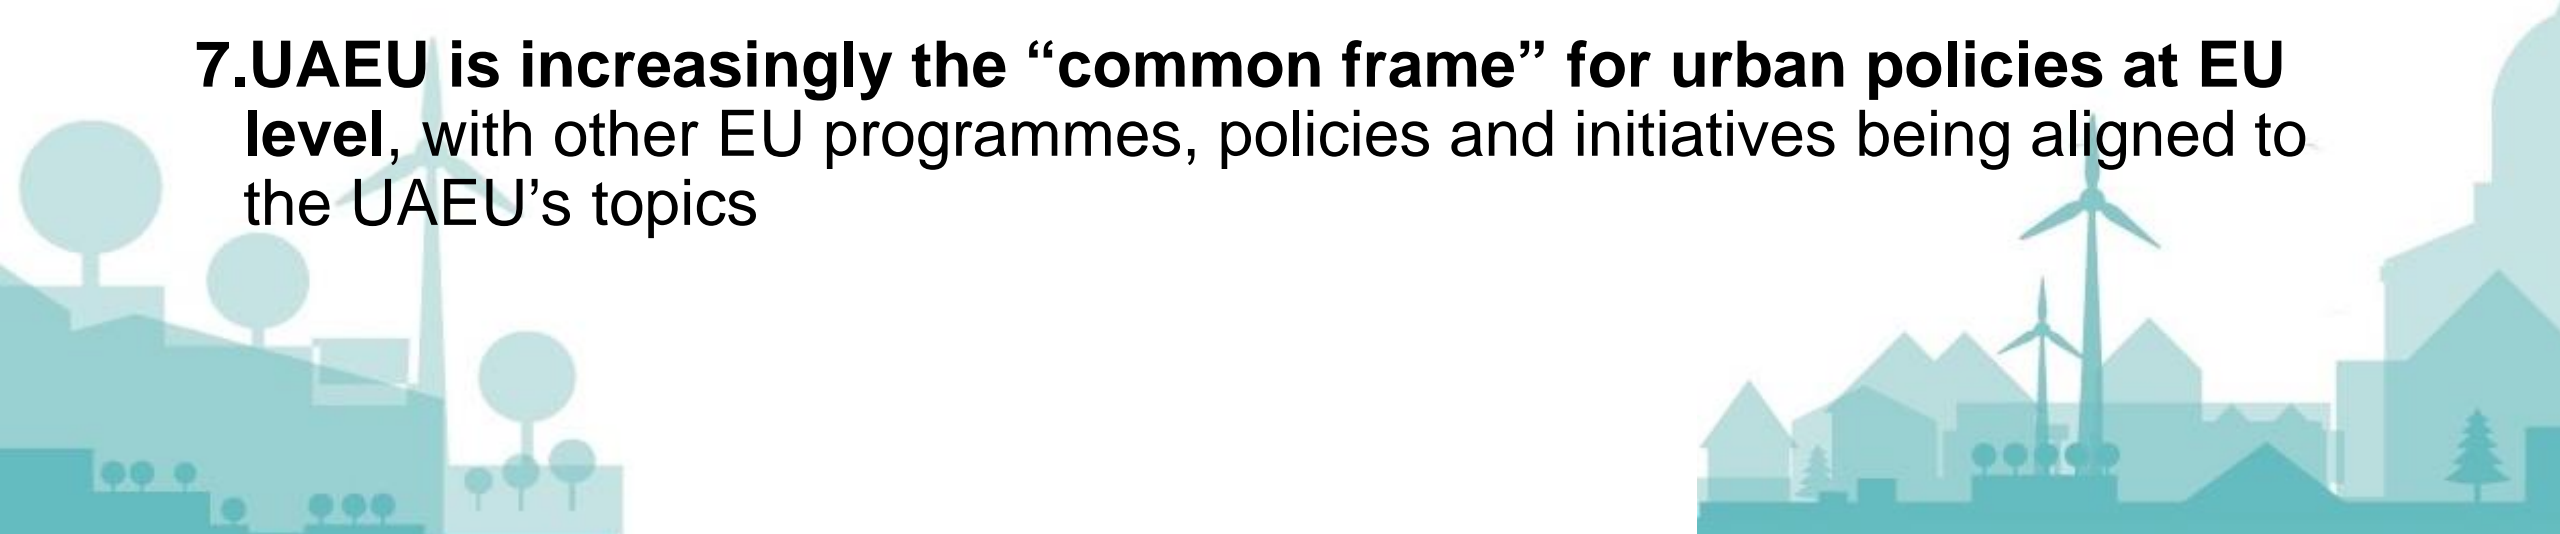 7.UAEU is increasingly the “common frame” for urban policies at EU
level, with other EU programmes, policies and initiatives being aligned to
the UAEU’s topics